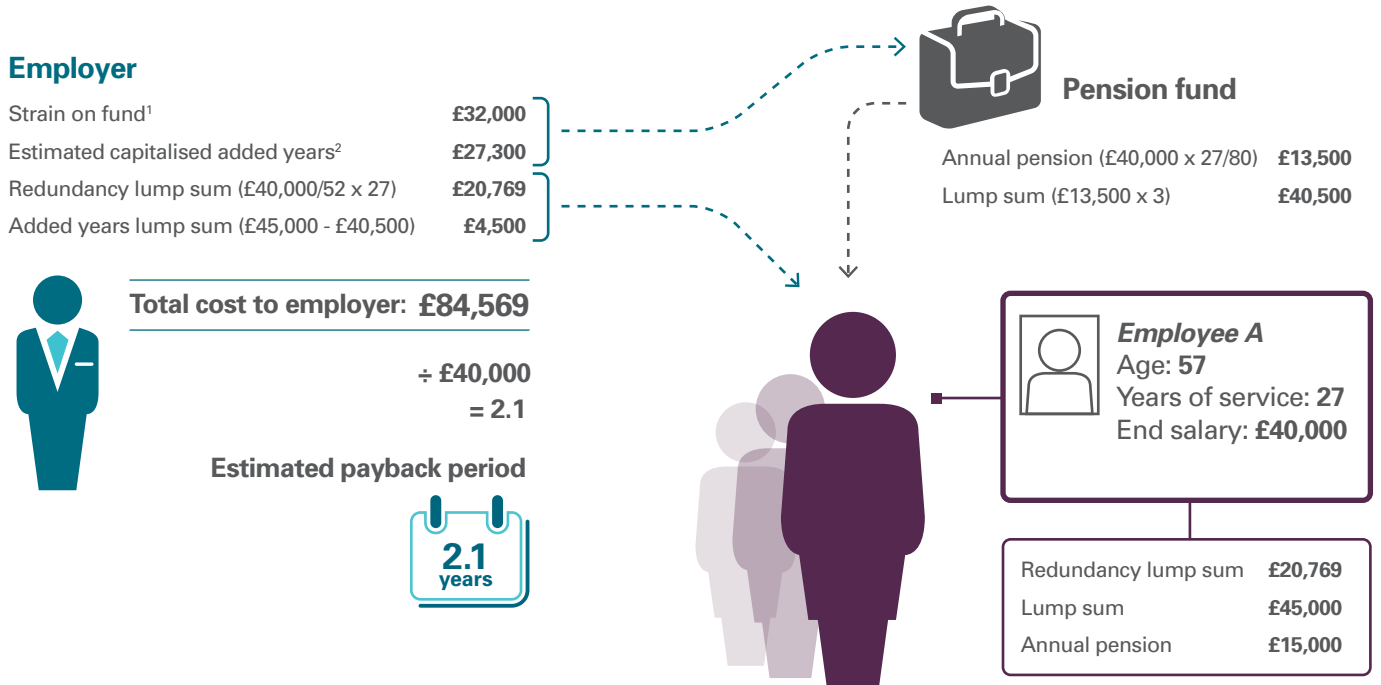 Employer
Strain on fund¹ £32,000
Estimated capitalised added years² £27,300
Redundancy lump sum (£40,000/52 x 27) £20,769
Added years lump sum (£45,000 - £40,500) £4,500
Total cost to employer: £84,569
÷ £40,000
= 2.1
Estimated payback period
2.1
years
Pension fund
Annual pension (£40,000 x 27/80) £13,500
Lump sum (£13,500 x 3) £40,500
Employee A
Age: 57
Years of service: 27
End salary: £40,000
Redundancy lump sum £20,769
Lump sum £45,000
Annual pension £15,000